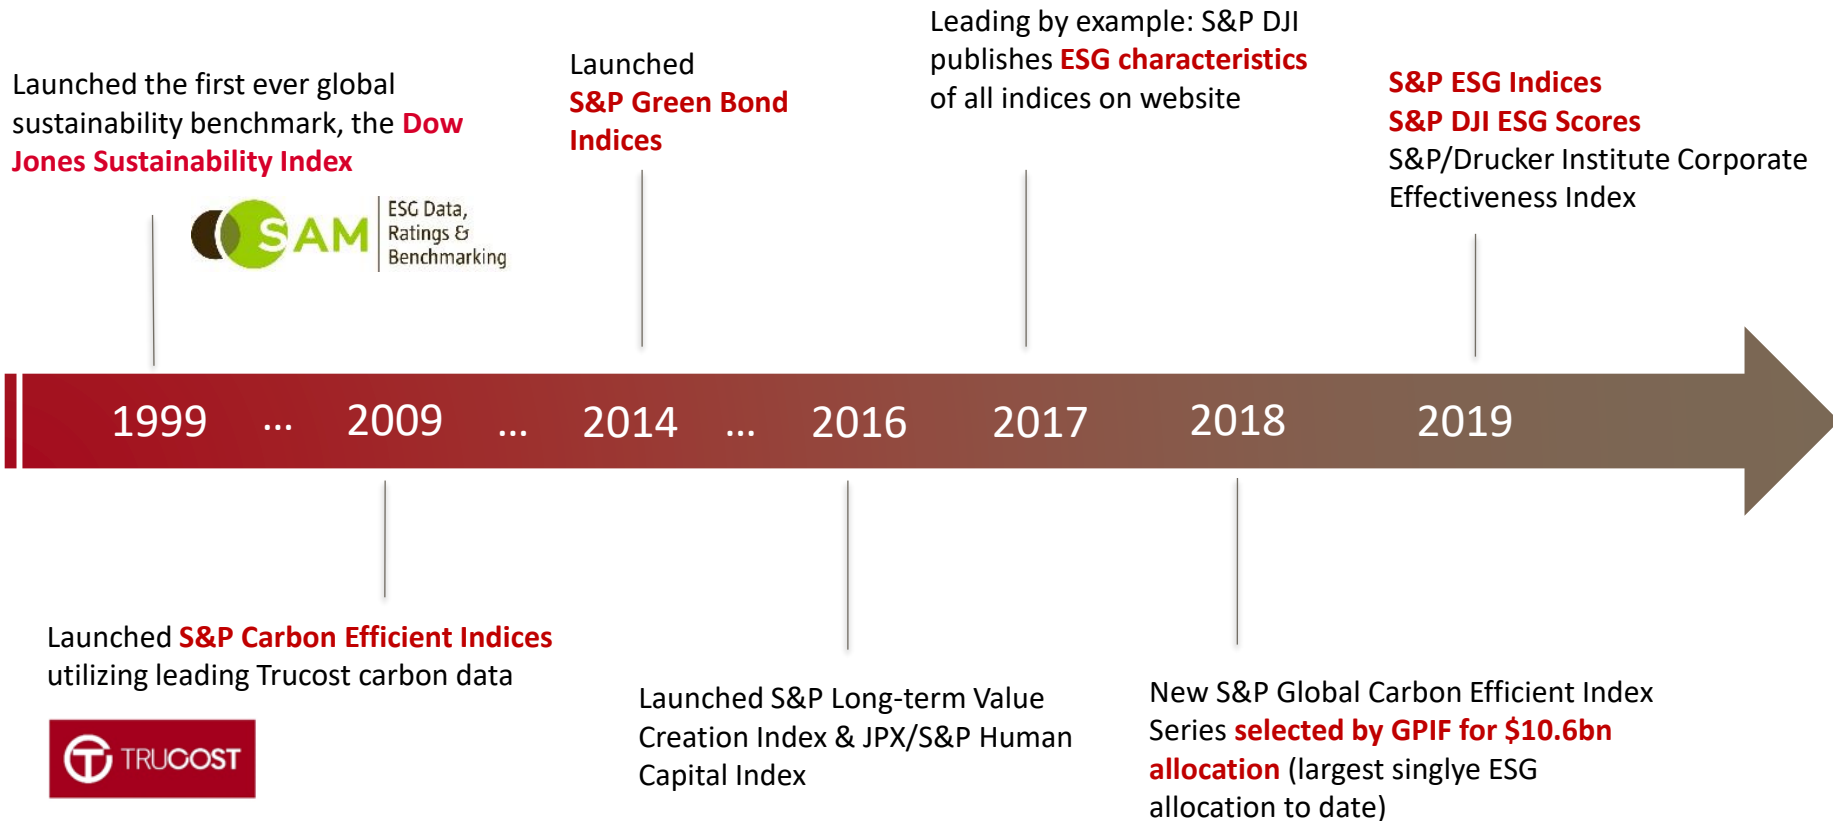 Launched the first ever global
sustainability benchmark, the Dow
Jones Sustainability Index
SAM
ESG Data,
Ratings &
Benchmarking
Launched
S&P Green Bond
Indices
Leading by example: S&P DJI
publishes ESG characteristics
of all indices on website
S&P ESG Indices
S&P DJI ESG Scores
S&P/Drucker Institute Corporate
Effectiveness Index
1999 ... 2009 ... 2014 ... 2016 2017 2018 2019
Launched S&P Carbon Efficient Indices
utilizing leading Trucost carbon data
TRUCOST
Launched S&P Long-term Value
Creation Index & JPX/S&P Human
Capital Index
New S&P Global Carbon Efficient Index
Series selected by GPIF for $10.6bn
allocation (largest singlye ESG
allocation to date)